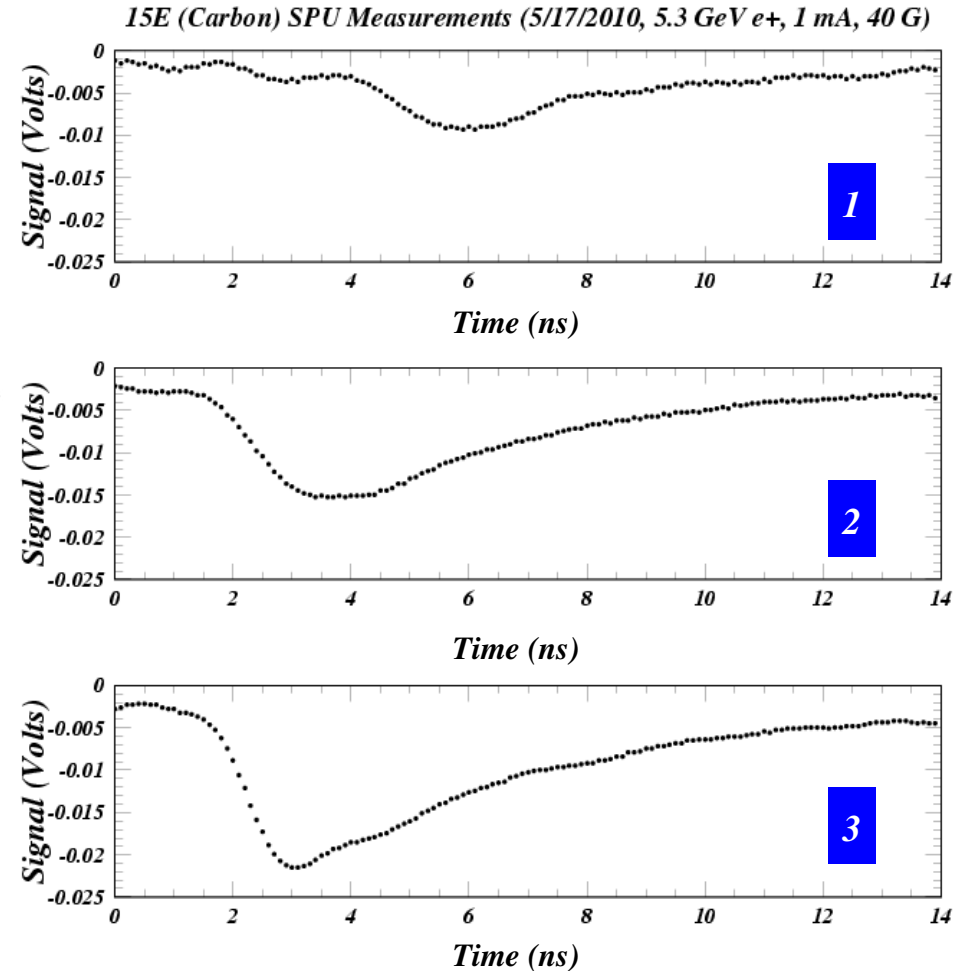 15E (Carbon) SPU Measurements (5/17/2010, 5.3 GeV e+, 1 mA, 40 G)
Signal (Volts)
0
-0.005
-0.01
-0.015
-0.02
-0.025
1
0 2 4 6 8 10 12 14
Time (ns)
Signal (Volts)
0
-0.005
-0.01
-0.015
-0.02
-0.025
2
0 2 4 6 8 10 12 14
Time (ns)
Signal (Volts)
0
-0.005
-0.01
-0.015
-0.02
-0.025
3
0 2 4 6 8 10 12 14
Time (ns)